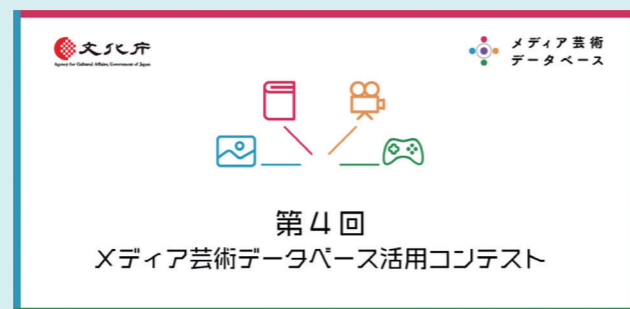 文化庁
Agency for Cultural Affairs, Government of Japan
メディア芸術
データベース
第4回
メディア芸術データベース活用コンテスト